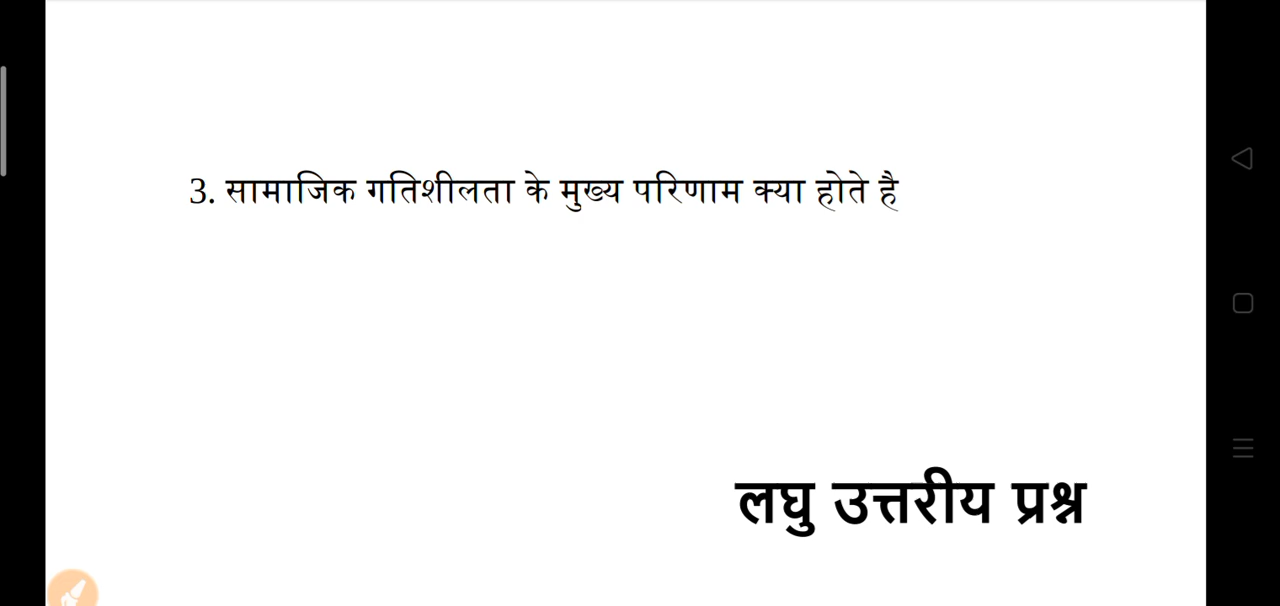 3. सामाजिक गतिशीलता के मुख्य परिणाम क्या होते है
लघु उत्तरीय प्रश्न